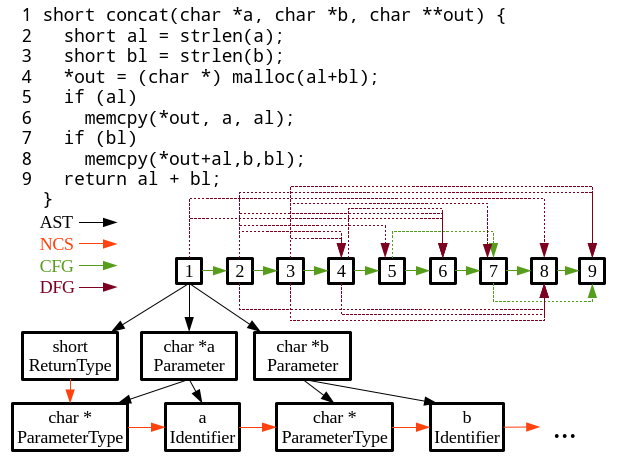 1 short concat(char *a, char *b, char **out) {
2 short al = strlen(a);
3 short bl = strlen(b);
4 *out = (char *) malloc(al+bl);
5 if (al)
6 memcpy(*out, a, al);
7 if (bl)
8 memcpy(*out+al,b,bl);
9 return al + bl;
}
AST
NCS
CFG
DFG
1 2 3 4 5 6 7 8 9
short
ReturnType
char *a
Parameter
char *b
Parameter
char *
ParameterType
a
Identifier
char *
ParameterType
b
Identifier
...